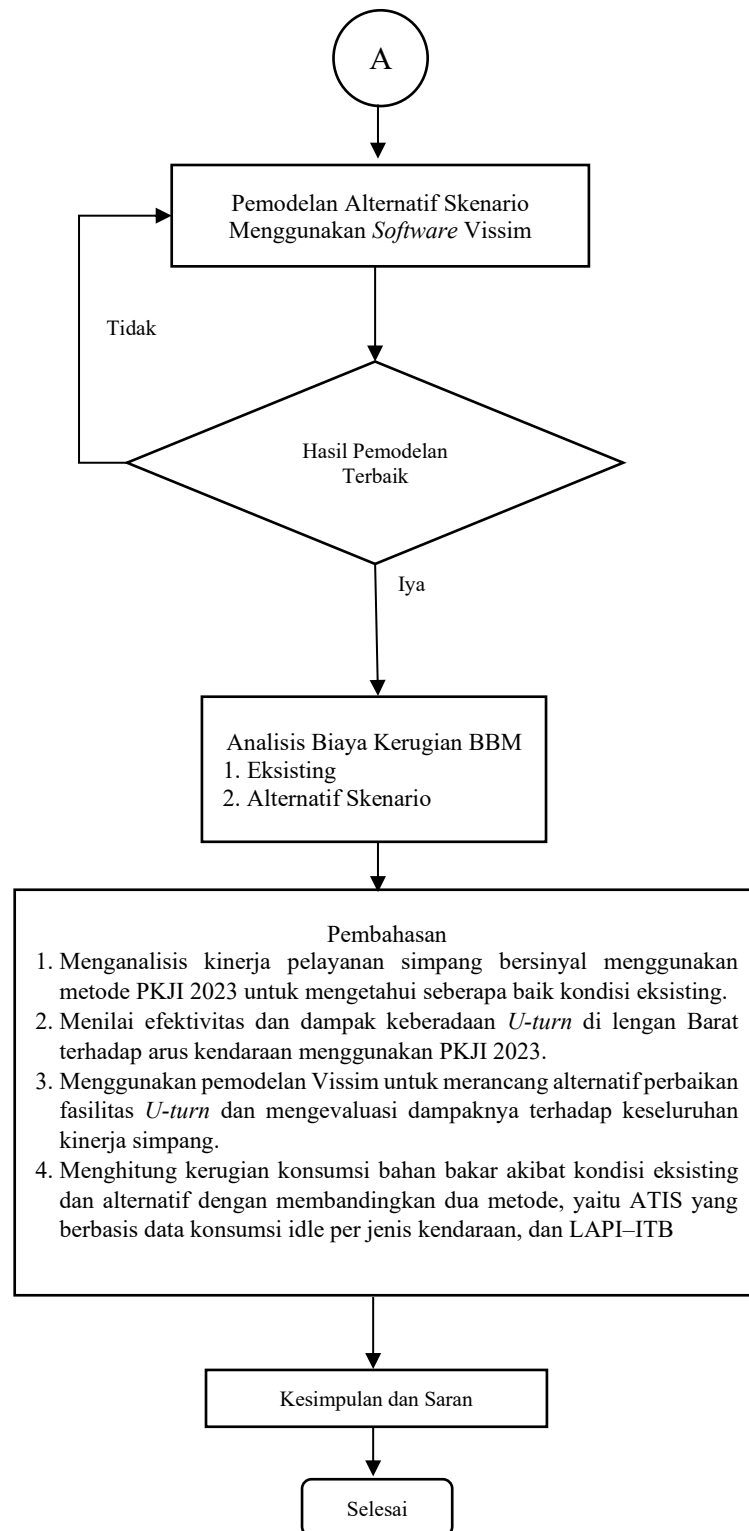 A
Pemodelan Alternatif Skenario
Menggunakan Software Vissim
Tidak
Hasil Pemodelan
Terbaik
Iya
Analisis Biaya Kerugian BBM
1. Eksisting
2. Alternatif Skenario
Pembahasan
1. Menganalisis kinerja pelayanan simpang bersinyal menggunakan
metode PKJI 2023 untuk mengetahui seberapa baik kondisi eksisting.
2. Menilai efektivitas dan dampak keberadaan U-turn di lengan Barat
terhadap arus kendaraan menggunakan PKJI 2023.
3. Menggunakan pemodelan Vissim untuk merancang alternatif perbaikan
fasilitas U-turn dan mengevaluasi dampaknya terhadap keseluruhan
kinerja simpang.
4. Menghitung kerugian konsumsi bahan bakar akibat kondisi eksisting
dan alternatif dengan membandingkan dua metode, yaitu ATIS yang
berbasis data konsumsi idle per jenis kendaraan, dan LAPI–ITB
Kesimpulan dan Saran
Selesai